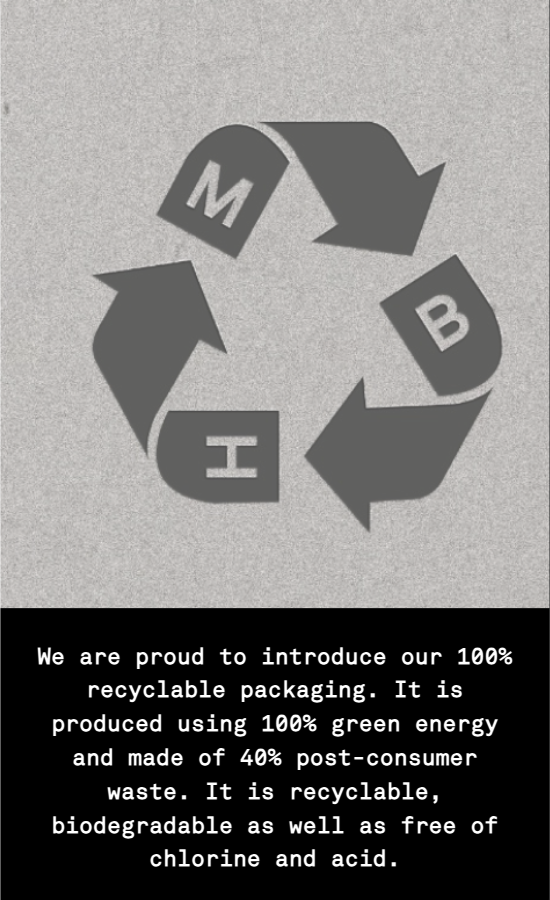 M
B
H
We are proud to introduce our 100%
recyclable packaging. It is
produced using 100% green energy
and made of 40% post-consumer
waste. It is recyclable,
biodegradable as well as free of
chlorine and acid.